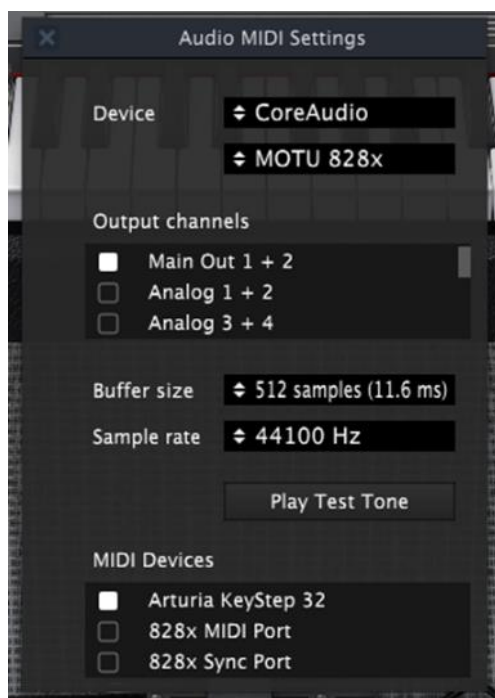 Audio MIDI Settings
Device
CoreAudio
MOTU 828x
Output channels
Main Out 1 + 2
Analog 1 + 2
Analog 3 + 4
Buffer size 512 samples (11.6 ms)
Sample rate 44100 Hz
Play Test Tone
MIDI Devices
Arturia KeyStep 32
828x MIDI Port
828x Sync Port